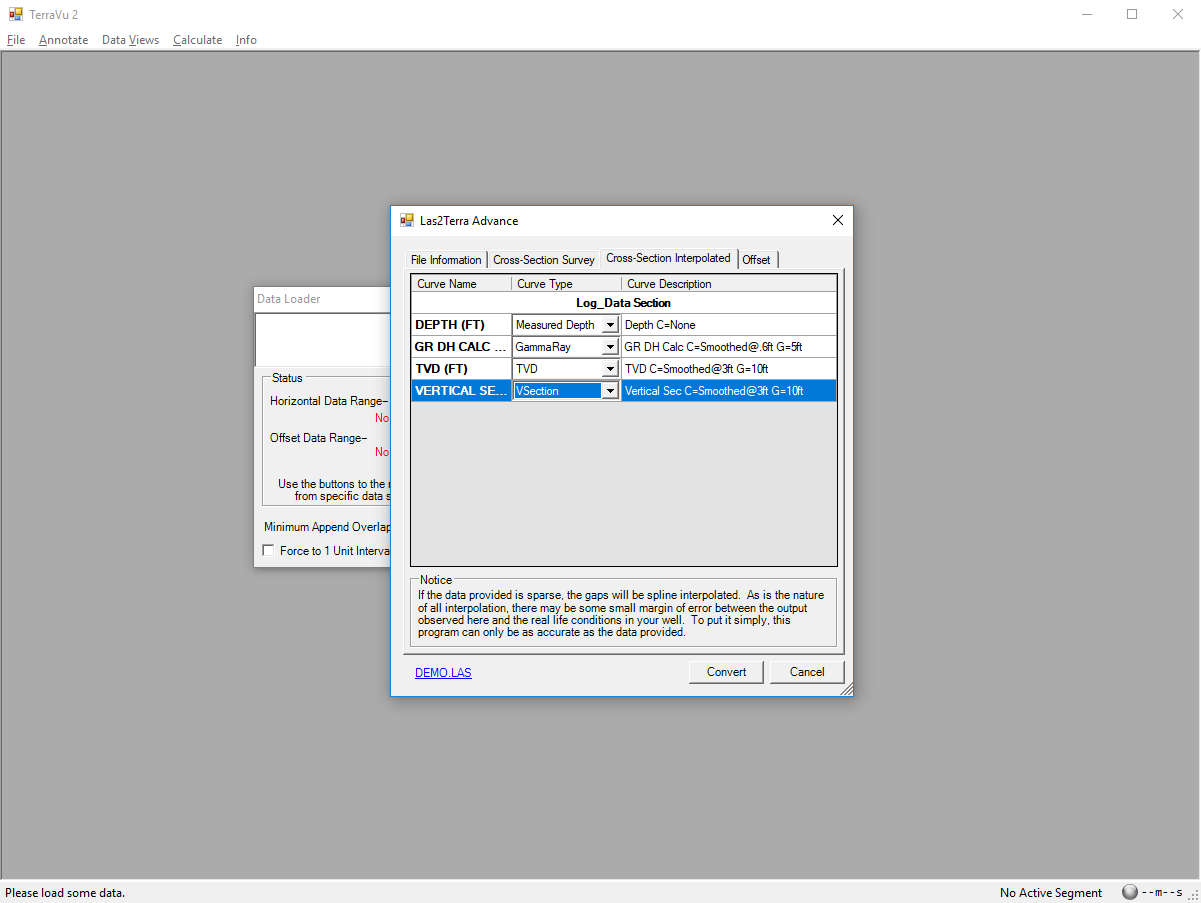 TerraVu 2
File Annotate Data Views Calculate Info
Las2Terra Advance
File Information Cross-Section Survey Cross-Section Interpolated Offset
Curve Name Curve Type Curve Description
Log_Data Section
DEPTH (FT) Measured Depth Depth C=None
GR DH CALC ... GammaRay GR DH Calc C=Smoothed@.6ft G=5ft
TVD (FT) TVD TVD C=Smoothed@3ft G=10ft
VERTICAL SE... VSection Vertical Sec C=Smoothed@3ft G=10ft
Notice
If the data provided is sparse, the gaps will be spline interpolated. As is the nature
of all interpolation, there may be some small margin of error between the output
observed here and the real life conditions in your well. To put it simply, this
program can only be as accurate as the data provided.
DEMO.LAS Convert Cancel
Data Loader
Status
Horizontal Data Range--
No
Offset Data Range--
No
Use the buttons to the
from specific data
Minimum Append Overlap
Force to 1 Unit
Please load some data. No Active Segment --m--s